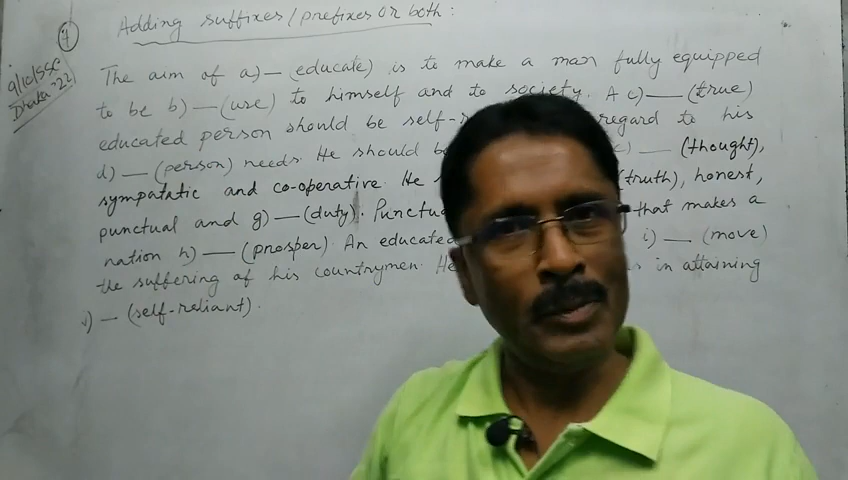 7 Adding suffixes/prefixes or both:
9/10/SSC
Dhaka-'22
The aim of a) — (educate) is to make a man fully equipped
to be b) — (use) to himself and to society. A c) — (true)
educated person should be self- regard to his
d) — (person) needs. He should — (thought),
sympatatic and co-operative. He (truth), honest,
punctual and g) — (duty). that makes a
nation h) — (prosper). An educated i) — (move)
the suffering of his countrymen. He in attaining
j) — (self-reliant).